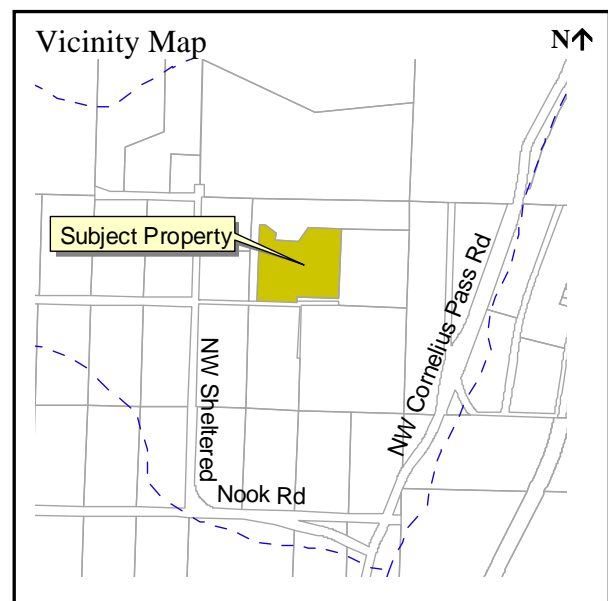 Vicinity Map
N↑
Subject Property
NW Cornelius Pass Rd
NW Sheltered
Nook Rd